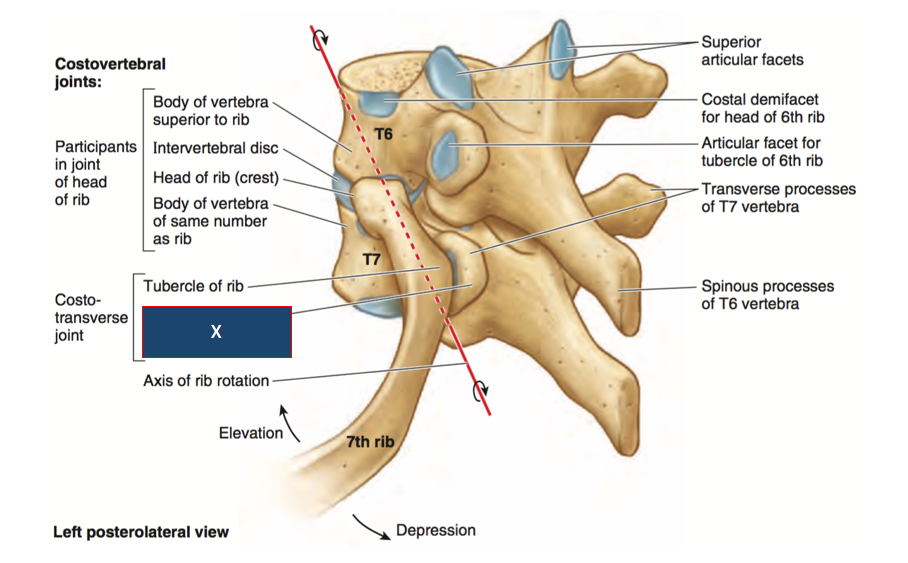 Costovertebral
joints:
Participants
in joint
of head
of rib
Body of vertebra
superior to rib
Intervertebral disc
Head of rib (crest)
Body of vertebra
of same number
as rib
Costo-
transverse
joint
Tubercle of rib
X
Axis of rib rotation
Elevation
7th rib
Depression
Left posterolateral view
T6
T7
Superior
articular facets
Costal demifacet
for head of 6th rib
Articular facet for
tubercle of 6th rib
Transverse processes
of T7 vertebra
Spinous processes
of T6 vertebra